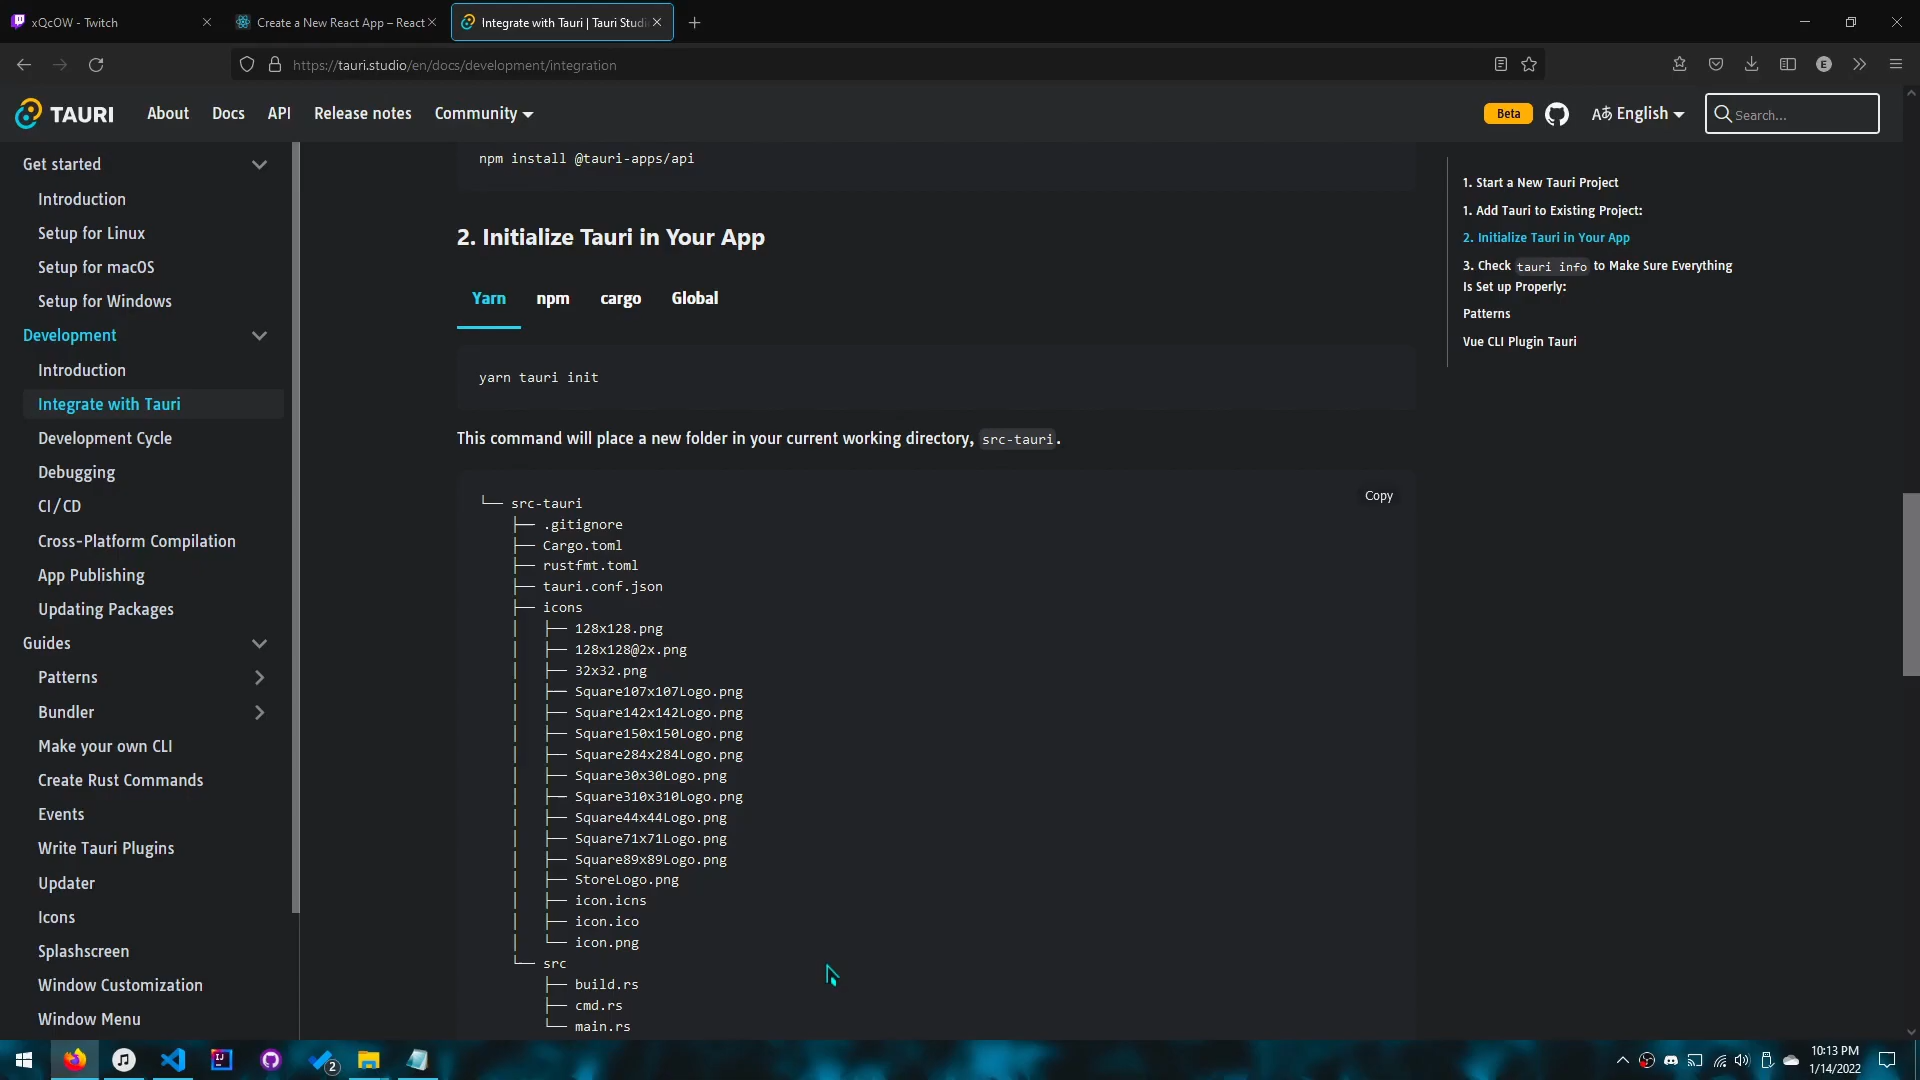 xQcOW - Twitch
Create a New React App – React
Integrate with Tauri | Tauri Studi
https://tauri.studio/en/docs/development/integration
TAURI
About
Docs
API
Release notes
Community
Beta
English
Search...
Get started
Introduction
Setup for Linux
Setup for macOS
Setup for Windows
Development
Introduction
Integrate with Tauri
Development Cycle
Debugging
CI/CD
Cross-Platform Compilation
App Publishing
Updating Packages
Guides
Patterns
Bundler
Make your own CLI
Create Rust Commands
Events
Write Tauri Plugins
Updater
Icons
Splashscreen
Window Customization
Window Menu
npm install @tauri-apps/api
2. Initialize Tauri in Your App
Yarn
npm
cargo
Global
yarn tauri init
This command will place a new folder in your current working directory, src-tauri.
Copy
└── src-tauri
├── .gitignore
├── Cargo.toml
├── rustfmt.toml
├── tauri.conf.json
├── icons
│ ├── 128x128.png
│ ├── 128x128@2x.png
│ ├── 32x32.png
│ ├── Square107x107Logo.png
│ ├── Square142x142Logo.png
│ ├── Square150x150Logo.png
│ ├── Square284x284Logo.png
│ ├── Square30x30Logo.png
│ ├── Square310x310Logo.png
│ ├── Square44x44Logo.png
│ ├── Square71x71Logo.png
│ ├── Square89x89Logo.png
│ ├── StoreLogo.png
│ ├── icon.icns
│ ├── icon.ico
│ └── icon.png
└── src
├── build.rs
├── cmd.rs
└── main.rs
1. Start a New Tauri Project
1. Add Tauri to Existing Project:
2. Initialize Tauri in Your App
3. Check tauri info to Make Sure Everything
Is Set up Properly:
Patterns
Vue CLI Plugin Tauri
2
10:13 PM
1/14/2022